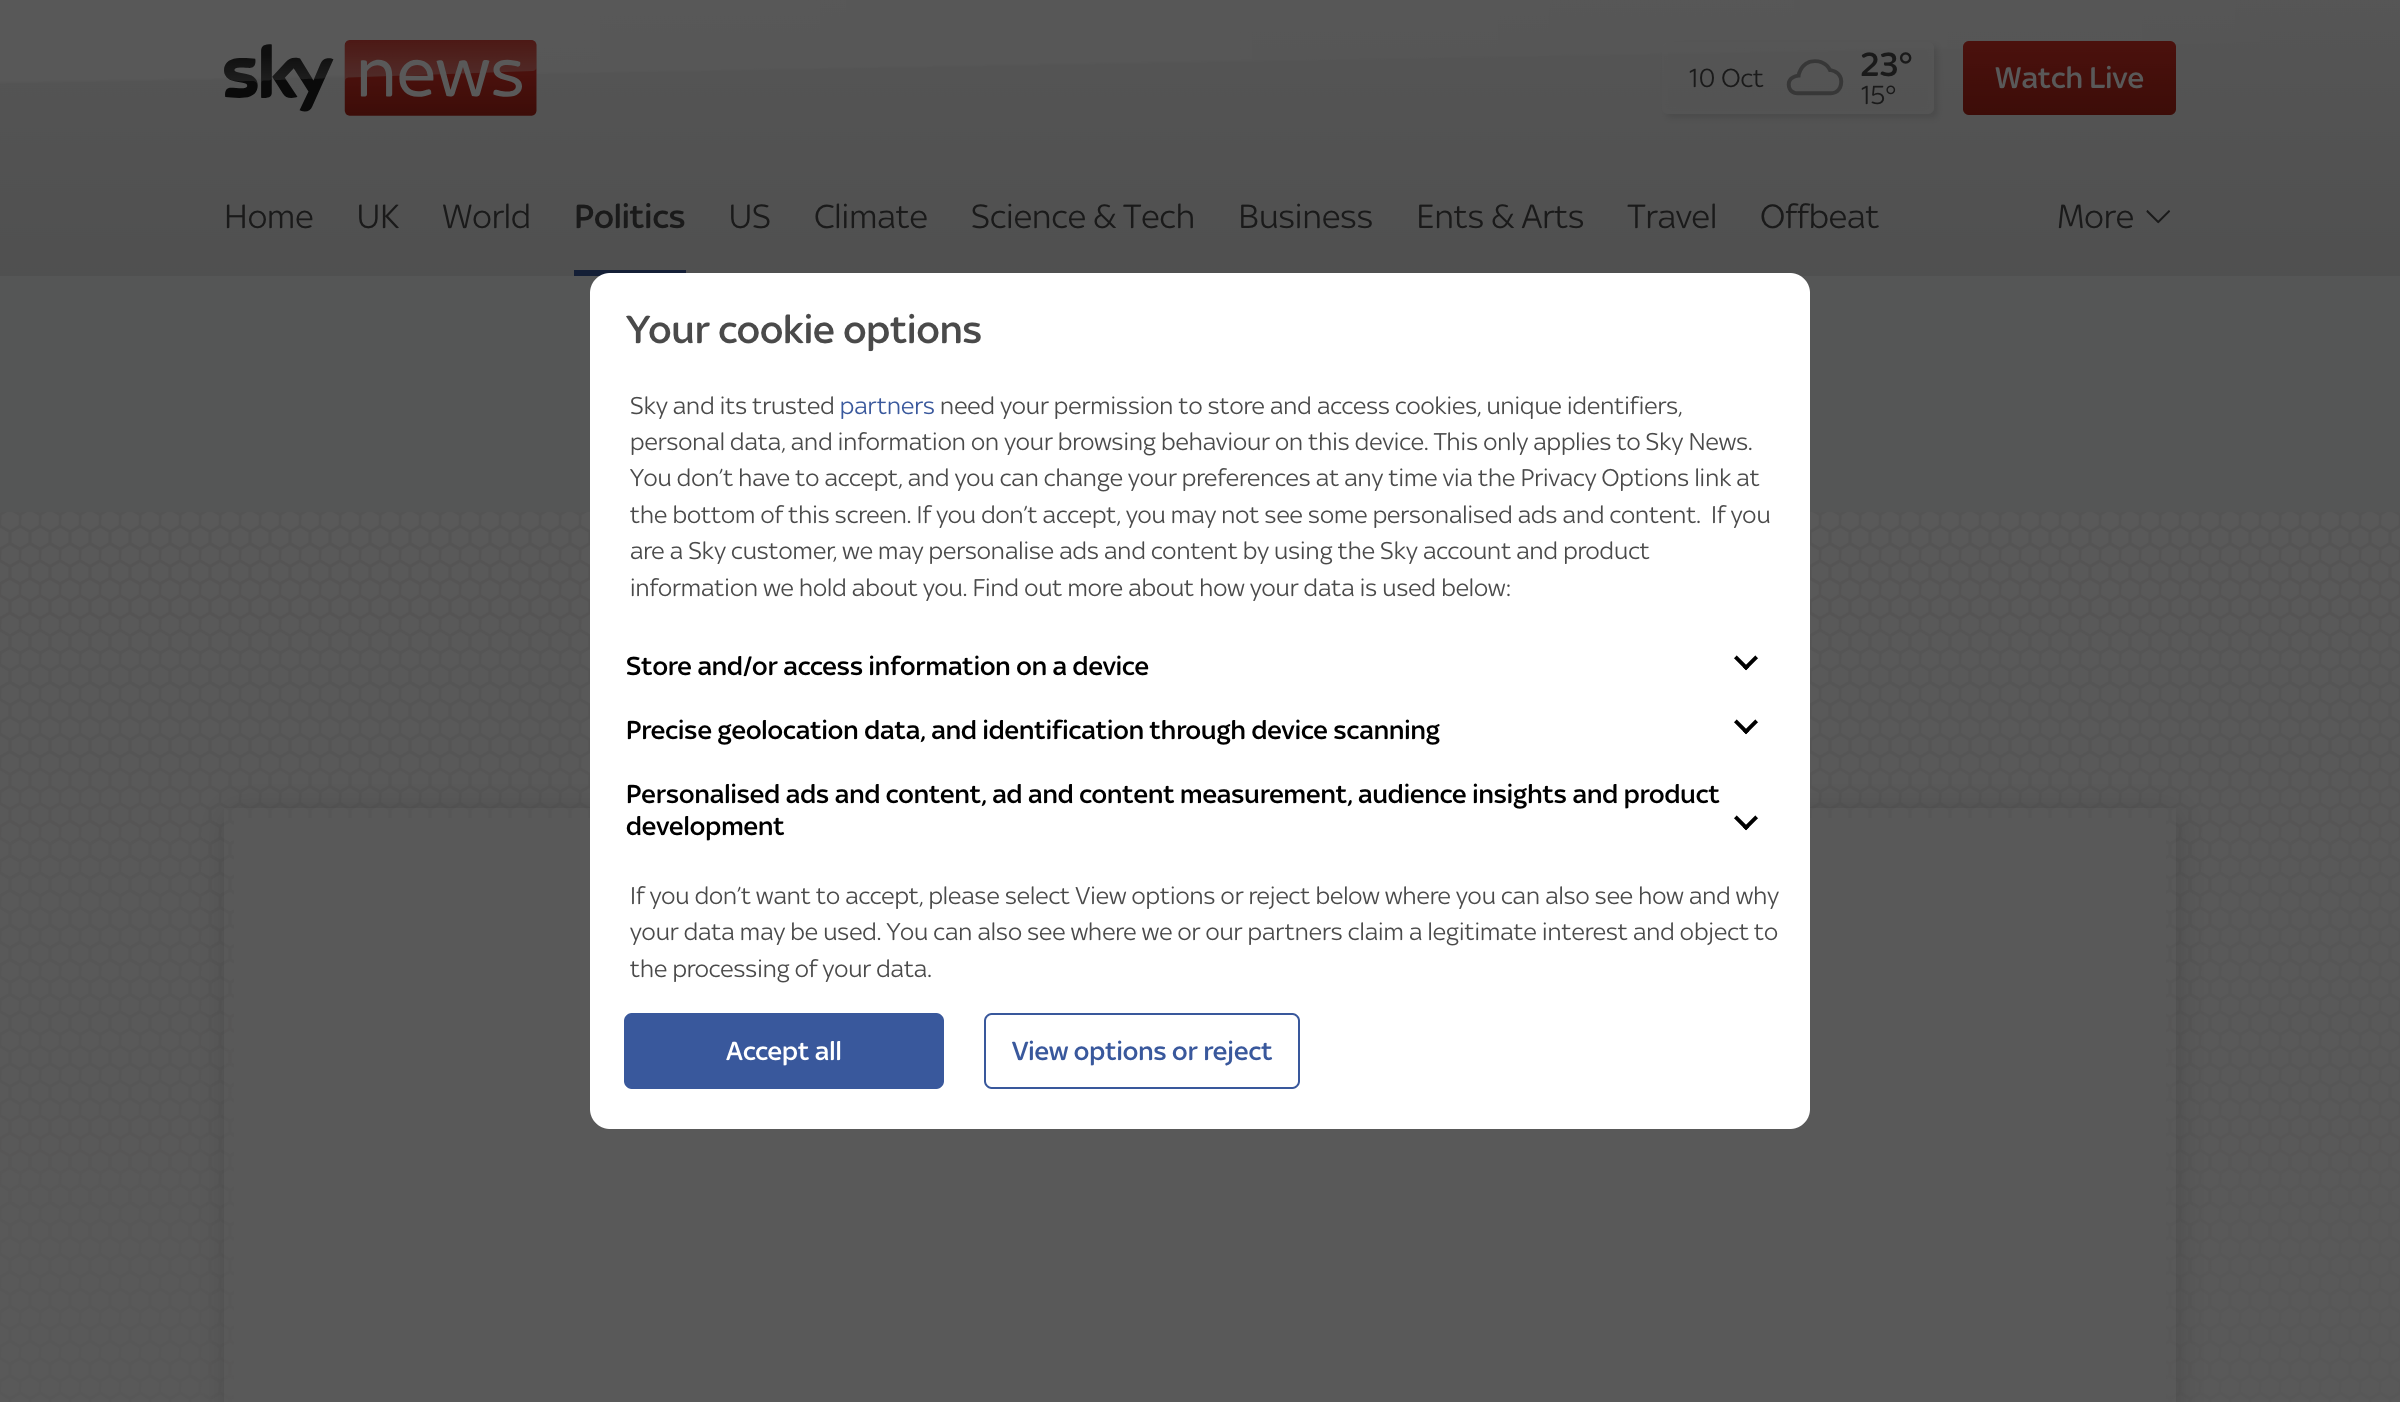 sky news
10 Oct
23°
15°
Watch Live
Home UK World Politics US Climate Science & Tech Business Ents & Arts Travel Offbeat More
Your cookie options
Sky and its trusted partners need your permission to store and access cookies, unique identifiers,
personal data, and information on your browsing behaviour on this device. This only applies to Sky News.
You don’t have to accept, and you can change your preferences at any time via the Privacy Options link at
the bottom of this screen. If you don’t accept, you may not see some personalised ads and content. If you
are a Sky customer, we may personalise ads and content by using the Sky account and product
information we hold about you. Find out more about how your data is used below:
Store and/or access information on a device
Precise geolocation data, and identification through device scanning
Personalised ads and content, ad and content measurement, audience insights and product
development
If you don’t want to accept, please select View options or reject below where you can also see how and why
your data may be used. You can also see where we or our partners claim a legitimate interest and object to
the processing of your data.
Accept all
View options or reject